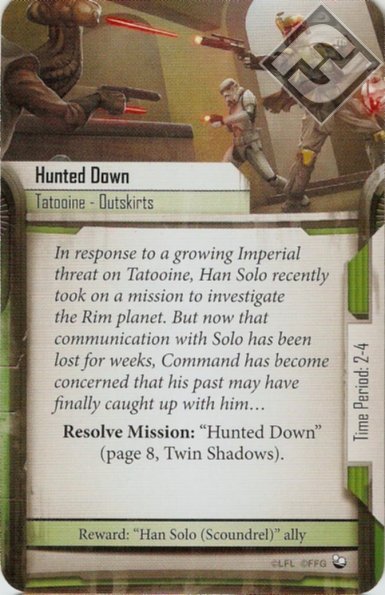 Hunted Down
Tatooine - Outskirts
In response to a growing Imperial
threat on Tatooine, Han Solo recently
took on a mission to investigate
the Rim planet. But now that
communication with Solo has been
lost for weeks, Command has become
concerned that his past may have
finally caught up with him…
Resolve Mission: “Hunted Down”
(page 8, Twin Shadows).
Time Period: 2-4
Reward: “Han Solo (Scoundrel)” ally
©LFL ©FFG